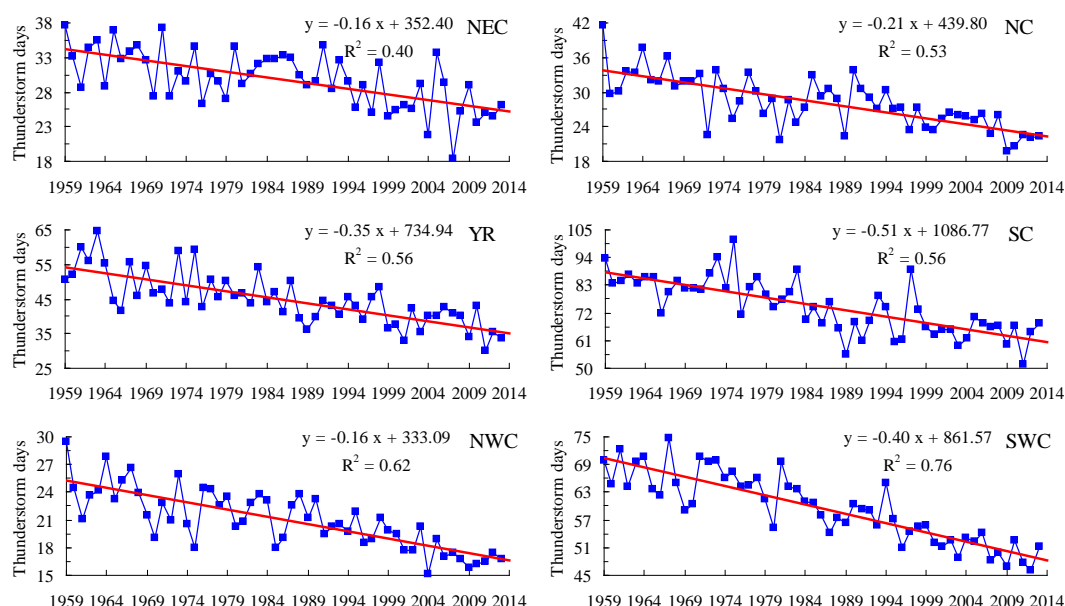 y = -0.16 x + 352.40 NEC
R² = 0.40
Thunderstorm days
38
33
28
23
18
1959 1964 1969 1974 1979 1984 1989 1994 1999 2004 2009 2014
y = -0.21 x + 439.80 NC
R² = 0.53
Thunderstorm days
42
36
30
24
18
1959 1964 1969 1974 1979 1984 1989 1994 1999 2004 2009 2014
y = -0.35 x + 734.94 YR
R² = 0.56
Thunderstorm days
65
55
45
35
25
1959 1964 1969 1974 1979 1984 1989 1994 1999 2004 2009 2014
y = -0.51 x + 1086.77 SC
R² = 0.56
Thunderstorm days
105
94
83
72
61
50
1959 1964 1969 1974 1979 1984 1989 1994 1999 2004 2009 2014
y = -0.16 x + 333.09 NWC
R² = 0.62
Thunderstorm days
30
27
24
21
18
15
1959 1964 1969 1974 1979 1984 1989 1994 1999 2004 2009 2014
y = -0.40 x + 861.57 SWC
R² = 0.76
Thunderstorm days
75
69
63
57
51
45
1959 1964 1969 1974 1979 1984 1989 1994 1999 2004 2009 2014